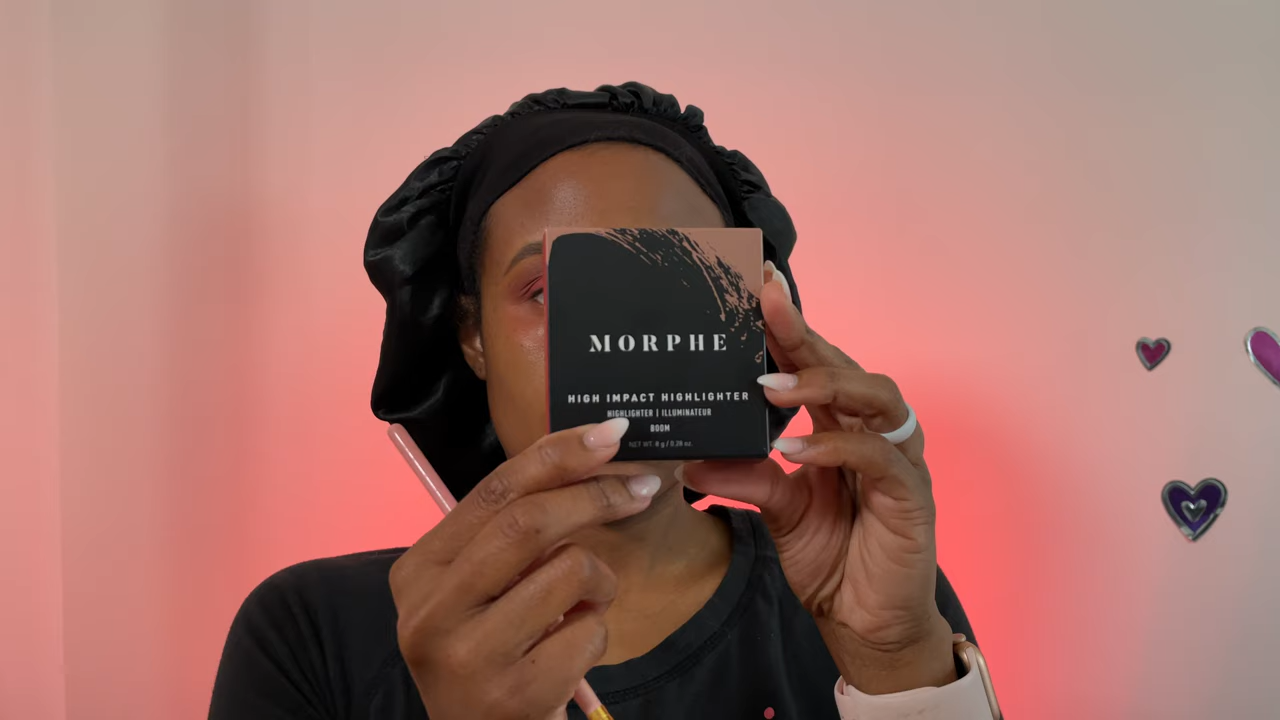 MORPHE
HIGH IMPACT HIGHLIGHTER
HIGHLIGHTER | ILLUMINATEUR
BOOM
NET WT. 8 g / 0.28 oz.